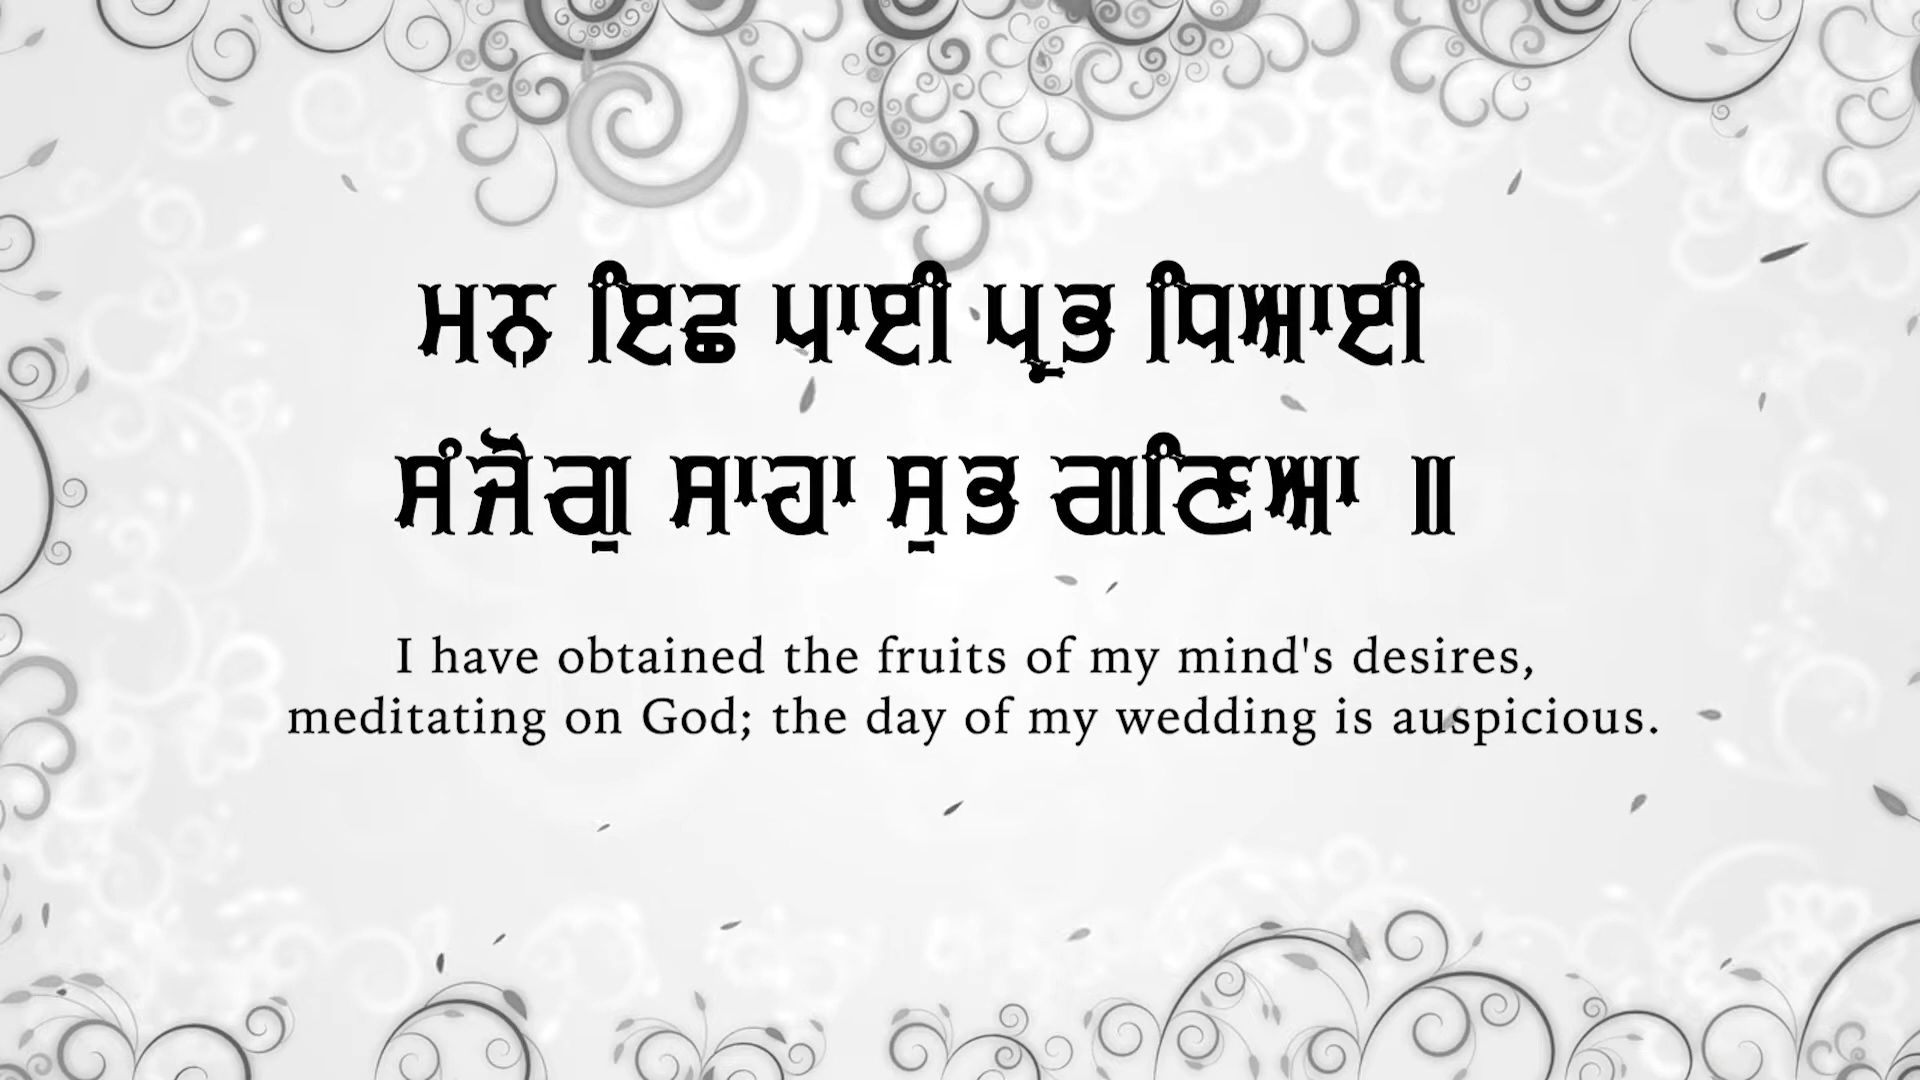 ਮਨ ਇਛ ਪਾਈ ਪ੍ਰਭ ਧਿਆਈ
ਸੰਜੋਗੁ ਸਾਹਾ ਸੁਭ ਗਣਿਆ ॥
I have obtained the fruits of my mind's desires,
meditating on God; the day of my wedding is auspicious.